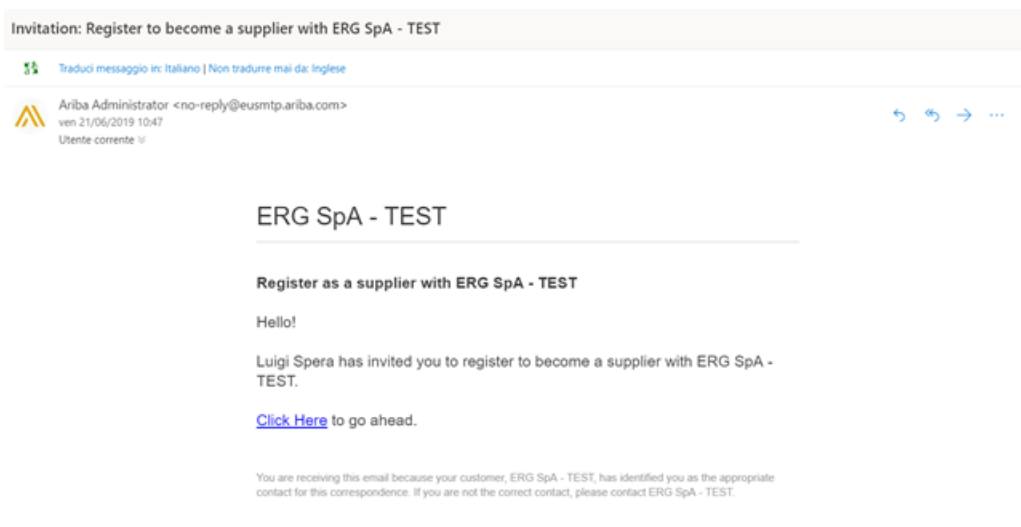 Invitation: Register to become a supplier with ERG SpA - TEST
Traduci messaggio in: Italiano | Non tradurre mai da: Inglese
Ariba Administrator <no-reply@eusmtp.ariba.com>
ven 21/06/2019 10:47
Utente corrente
ERG SpA - TEST
Register as a supplier with ERG SpA - TEST
Hello!
Luigi Spera has invited you to register to become a supplier with ERG SpA -
TEST.
Click Here to go ahead.
You are receiving this email because your customer, ERG SpA - TEST, has identified you as the appropriate
contact for this correspondence. If you are not the correct contact, please contact ERG SpA - TEST.